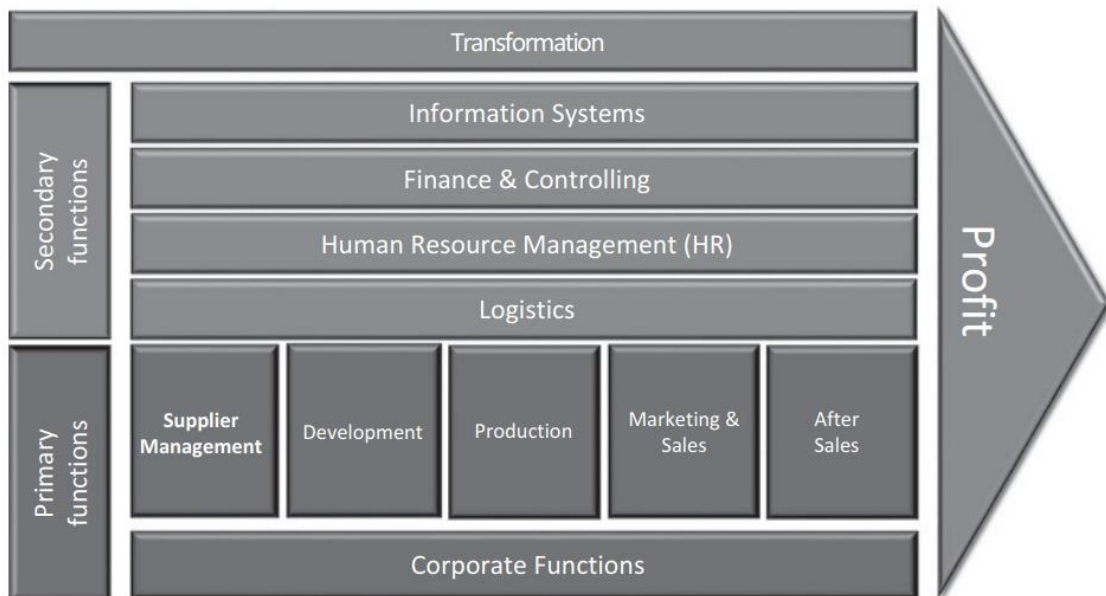 Transformation
Secondary
functions
Information Systems
Finance & Controlling
Human Resource Management (HR)
Logistics
Primary
functions
Supplier
Management
Development
Production
Marketing &
Sales
After
Sales
Corporate Functions
Profit